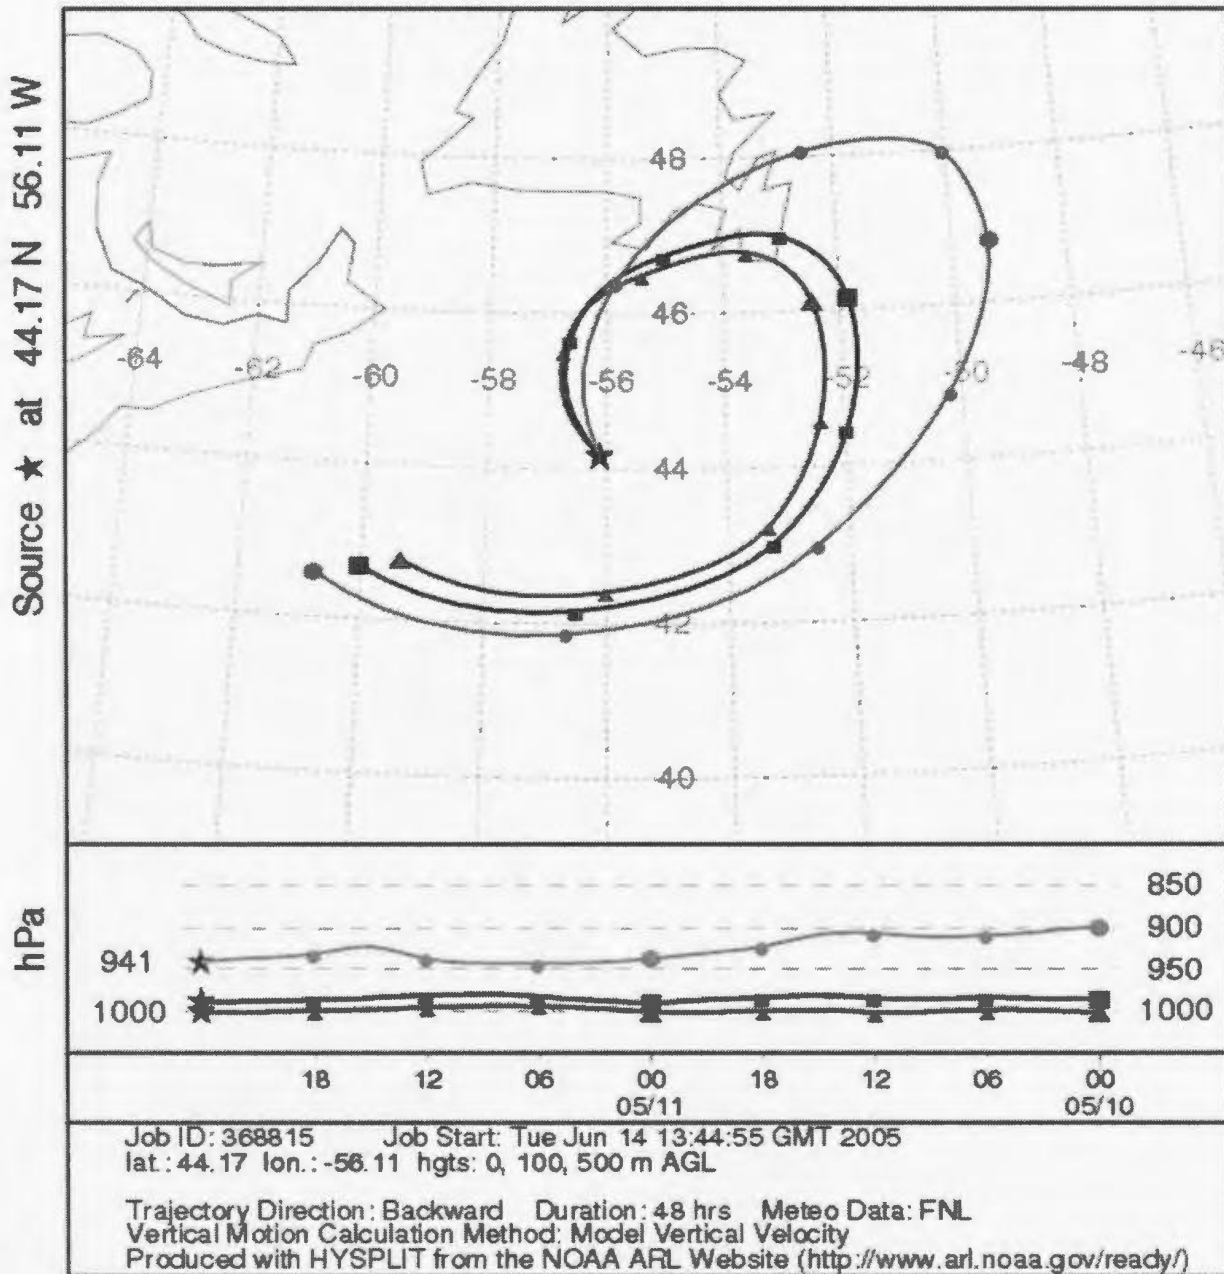 Source ★ at 44.17 N 56.11 W
48
46
-64 -62 -60 -58 -56 -54 -52 -50 -48 -46
44
42
40
hPa
850
900
941
950
1000 1000
18 12 06 00 18 12 06 00
05/11 05/10
Job ID: 368815 Job Start: Tue Jun 14 13:44:55 GMT 2005
lat.: 44.17 lon.: -56.11 hgts: 0, 100, 500 m AGL
Trajectory Direction: Backward Duration: 48 hrs Meteo Data: FNL
Vertical Motion Calculation Method: Model Vertical Velocity
Produced with HYSPLIT from the NOAA ARL Website (http://www.arl.noaa.gov/ready/)